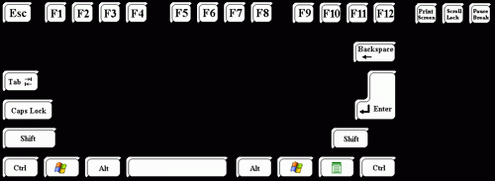 Esc F1 F2 F3 F4 F5 F6 F7 F8 F9 F10 F11 F12 Print Screen Scroll Lock Pause Break
Backspace
Tab
Enter
Caps Lock
Shift Shift
Ctrl Alt Alt Ctrl